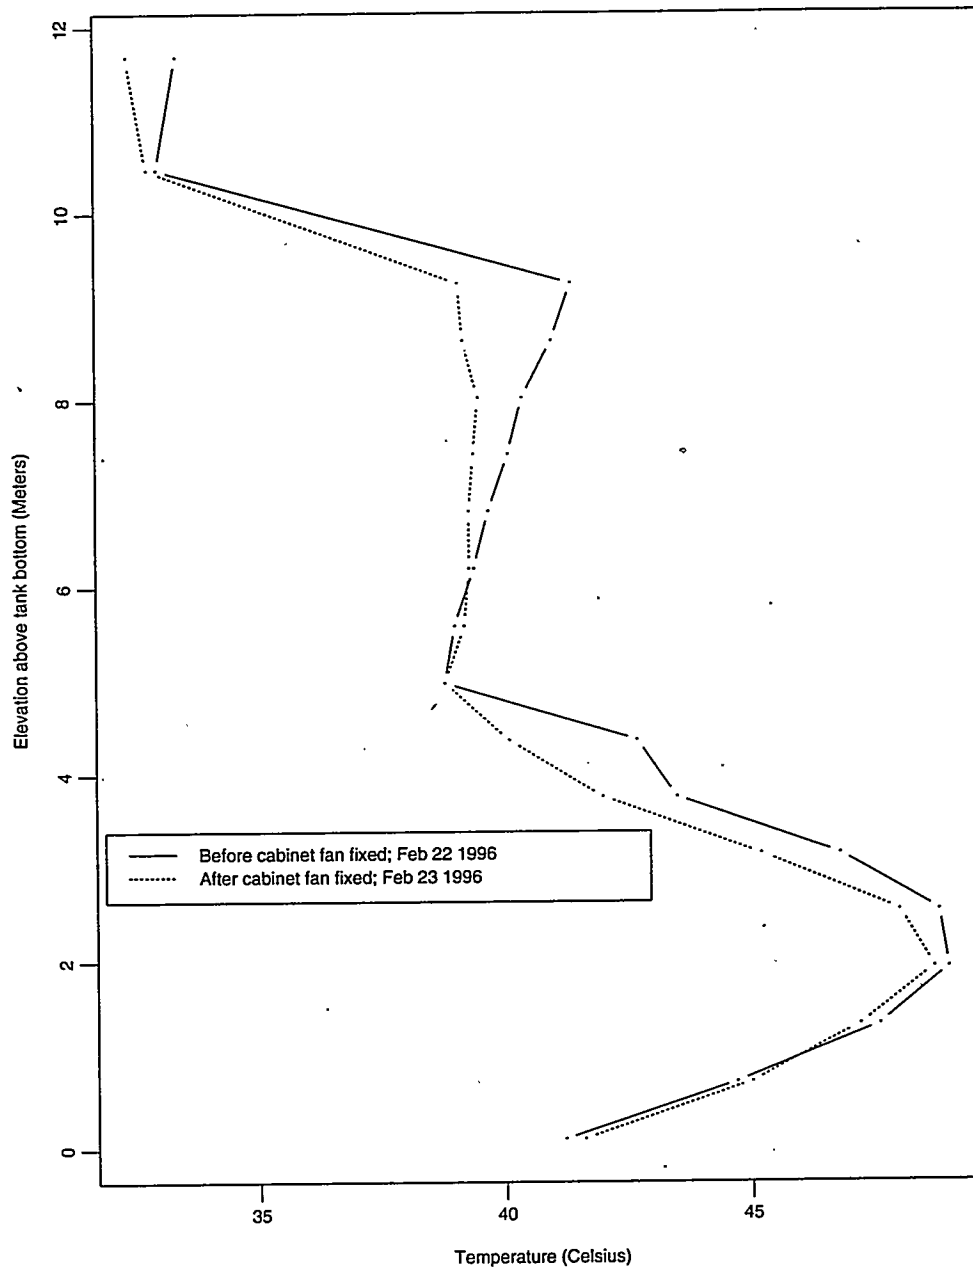 12
10
8
6
4
2
0
Elevation above tank bottom (Meters)
Before cabinet fan fixed; Feb 22 1996
After cabinet fan fixed; Feb 23 1996
35
40
45
Temperature (Celsius)